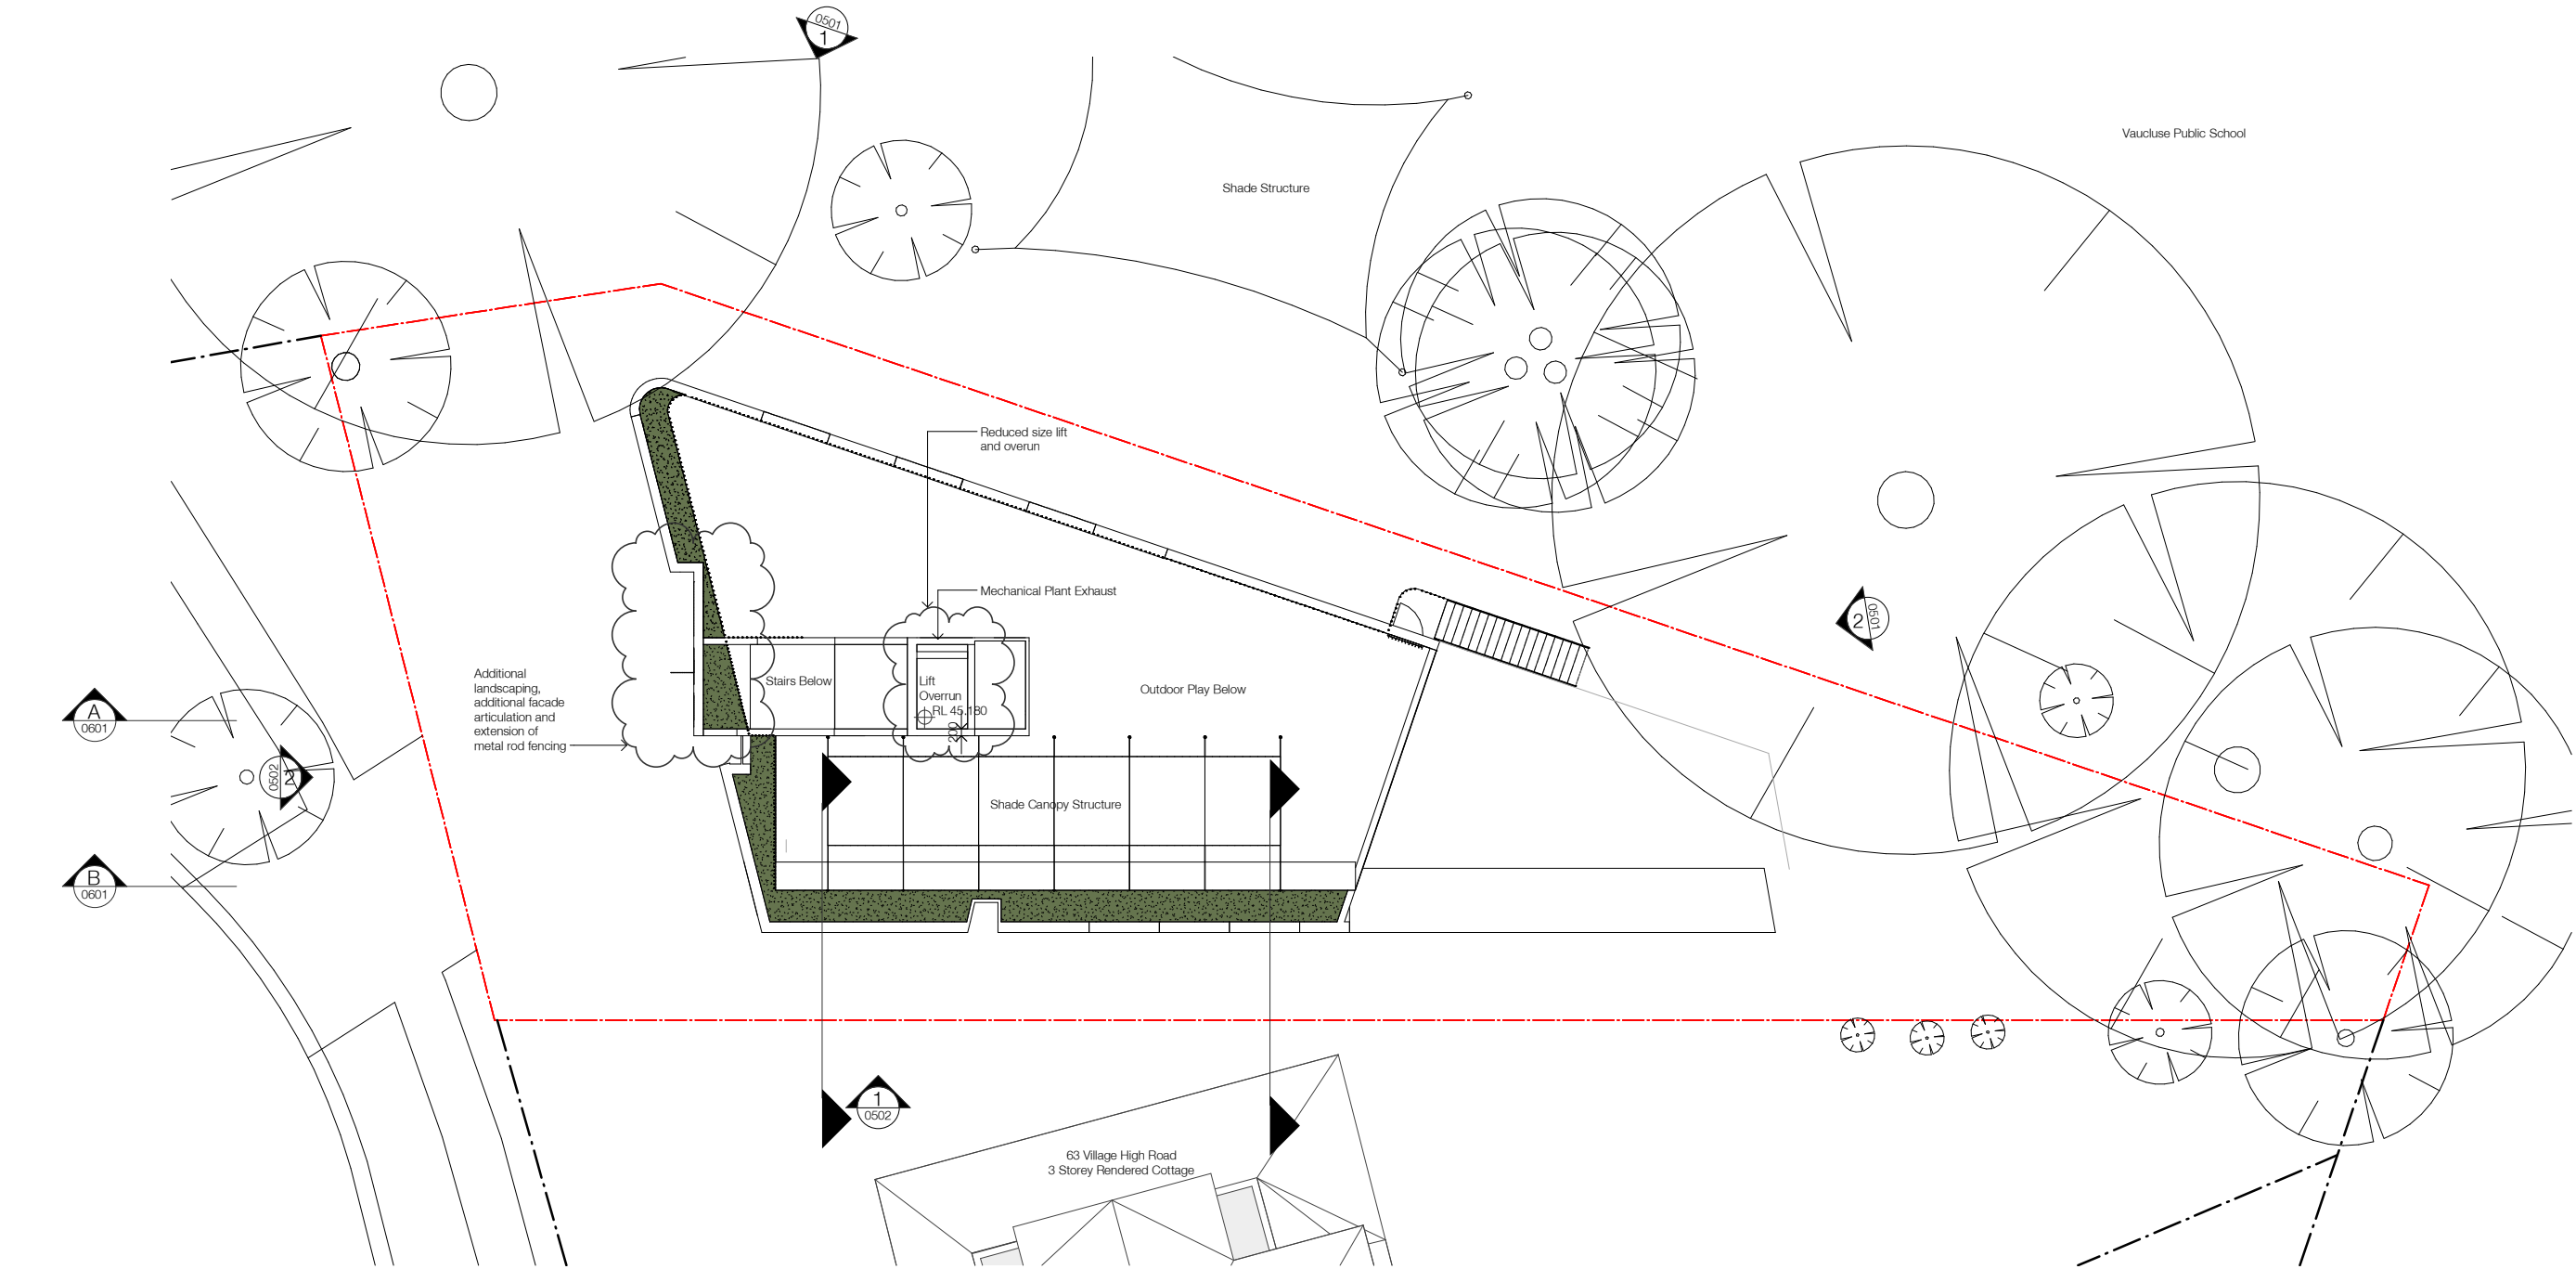 0501
1
Vaucluse Public School
Shade Structure
Reduced size lift
and overun
Mechanical Plant Exhaust
2
0501
Additional
landscaping,
additional facade
articulation and
extension of
metal rod fencing
Stairs Below
Lift
Overrun
RL 45.180
200
Outdoor Play Below
A
0601
0502
2
Shade Canopy Structure
B
0601
1
0502
63 Village High Road
3 Storey Rendered Cottage